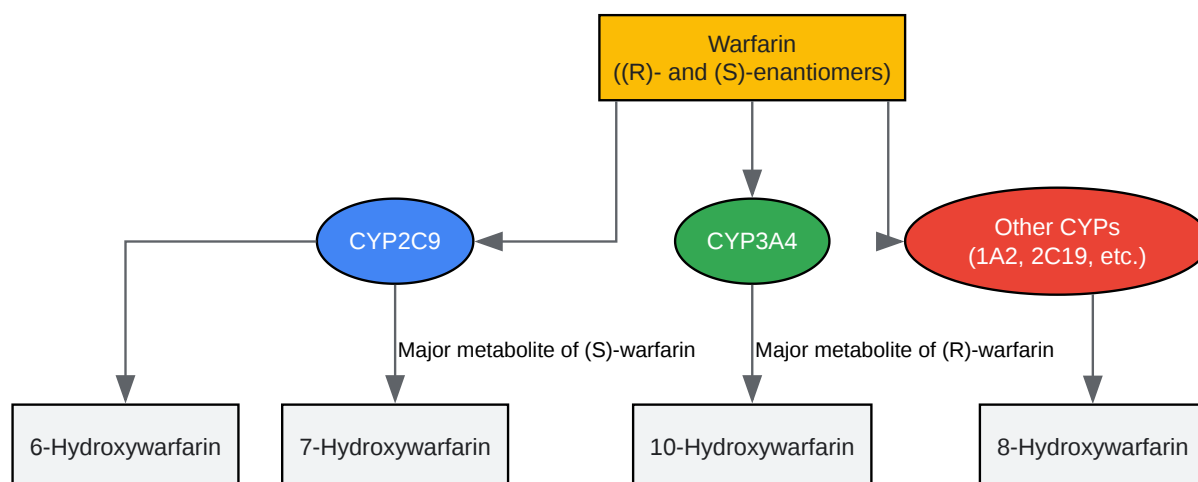 Warfarin
((R)- and (S)-enantiomers)
CYP2C9
CYP3A4
Other CYPs
(1A2, 2C19, etc.)
Major metabolite of (S)-warfarin
Major metabolite of (R)-warfarin
6-Hydroxywarfarin
7-Hydroxywarfarin
10-Hydroxywarfarin
8-Hydroxywarfarin